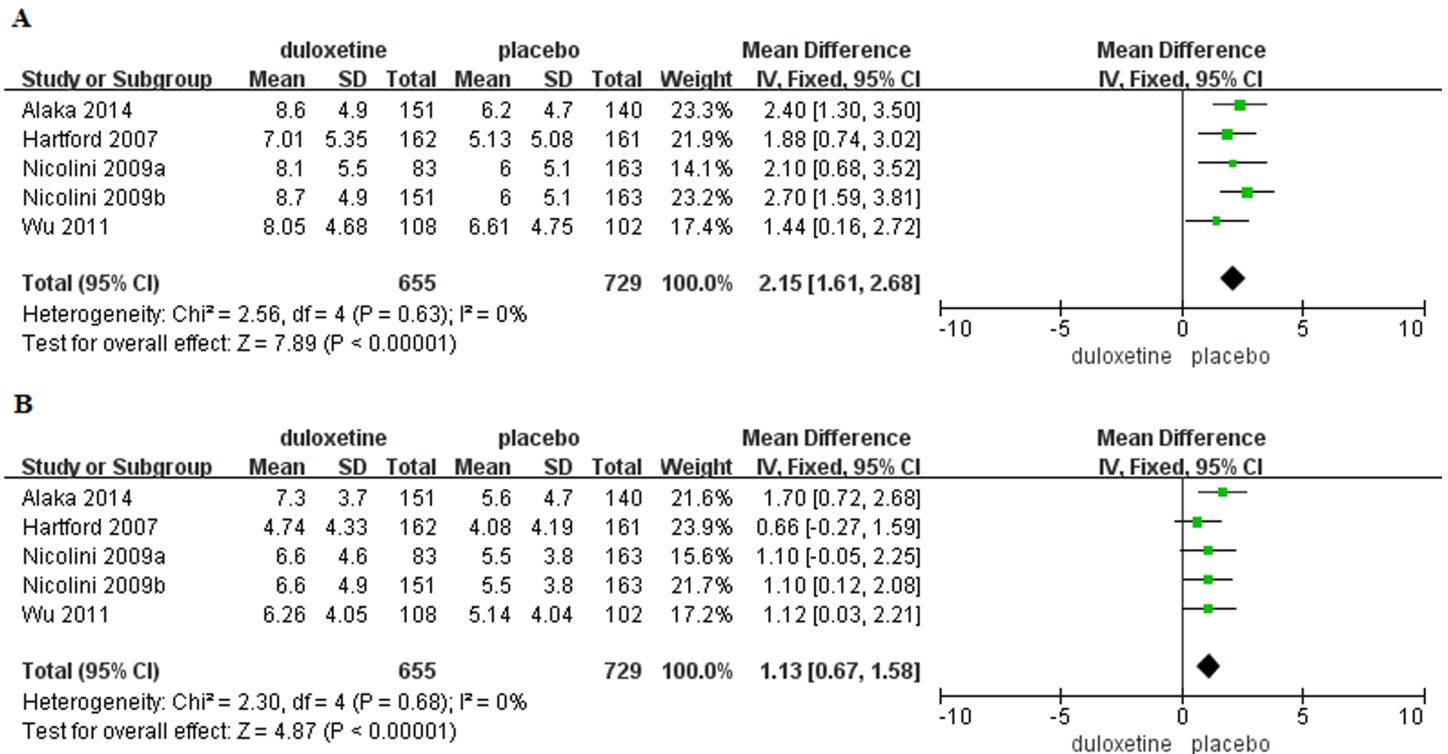 A
duloxetine placebo Mean Difference Mean Difference
Study or Subgroup Mean SD Total Mean SD Total Weight IV, Fixed, 95% CI IV, Fixed, 95% CI
Alaka 2014 8.6 4.9 151 6.2 4.7 140 23.3% 2.40 [1.30, 3.50]
Hartford 2007 7.01 5.35 162 5.13 5.08 161 21.9% 1.88 [0.74, 3.02]
Nicolini 2009a 8.1 5.5 83 6 5.1 163 14.1% 2.10 [0.68, 3.52]
Nicolini 2009b 8.7 4.9 151 6 5.1 163 23.2% 2.70 [1.59, 3.81]
Wu 2011 8.05 4.68 108 6.61 4.75 102 17.4% 1.44 [0.16, 2.72]
Total (95% CI) 655 729 100.0% 2.15 [1.61, 2.68]
Heterogeneity: Chi² = 2.56, df = 4 (P = 0.63); I² = 0%
Test for overall effect: Z = 7.89 (P < 0.00001)
-10 -5 0 5 10
duloxetine placebo
B
duloxetine placebo Mean Difference Mean Difference
Study or Subgroup Mean SD Total Mean SD Total Weight IV, Fixed, 95% CI IV, Fixed, 95% CI
Alaka 2014 7.3 3.7 151 5.6 4.7 140 21.6% 1.70 [0.72, 2.68]
Hartford 2007 4.74 4.33 162 4.08 4.19 161 23.9% 0.66 [-0.27, 1.59]
Nicolini 2009a 6.6 4.6 83 5.5 3.8 163 15.6% 1.10 [-0.05, 2.25]
Nicolini 2009b 6.6 4.9 151 5.5 3.8 163 21.7% 1.10 [0.12, 2.08]
Wu 2011 6.26 4.05 108 5.14 4.04 102 17.2% 1.12 [0.03, 2.21]
Total (95% CI) 655 729 100.0% 1.13 [0.67, 1.58]
Heterogeneity: Chi² = 2.30, df = 4 (P = 0.68); I² = 0%
Test for overall effect: Z = 4.87 (P < 0.00001)
-10 -5 0 5 10
duloxetine placebo